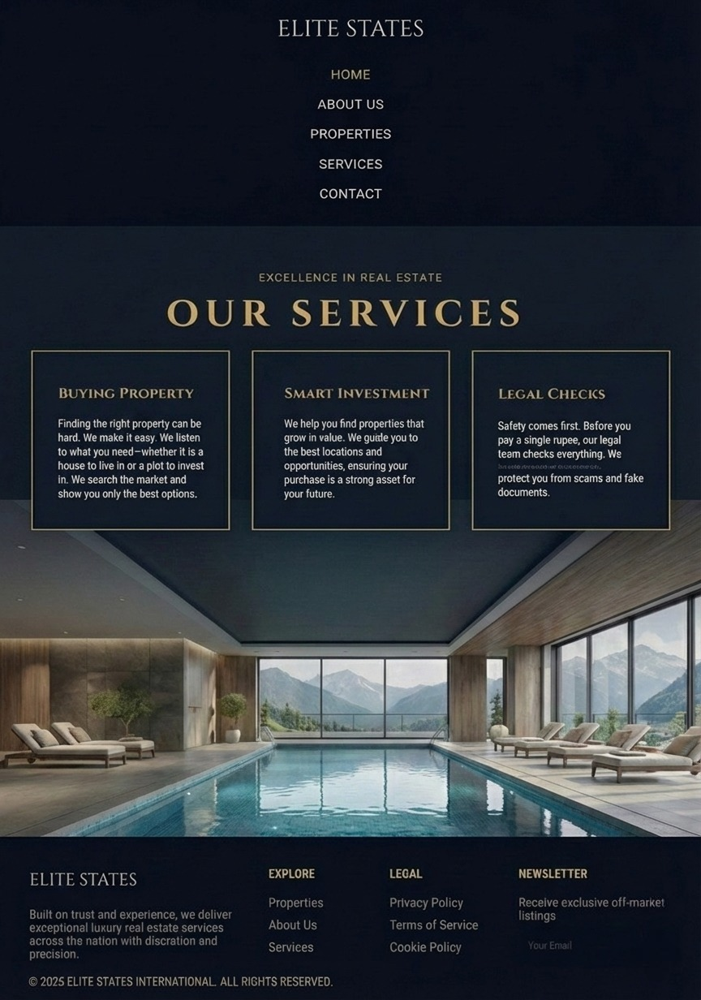 ELITE STATES
HOME
ABOUT US
PROPERTIES
SERVICES
CONTACT
EXCELLENCE IN REAL ESTATE
OUR SERVICES
BUYING PROPERTY
Finding the right property can be
hard. We make it easy. We listen
to what you need—whether it is a
house to live in or a plot to invest
in. We search the market and
show you only the best options.
SMART INVESTMENT
We help you find properties that
grow in value. We guide you to
the best locations and
opportunities, ensuring your
purchase is a strong asset for
your future.
LEGAL CHECKS
Safety comes first. Before you
pay a single rupee, our legal
team checks everything. We
protect you from scams and fake
documents.
ELITE STATES
Built on trust and experience, we deliver
exceptional luxury real estate services
across the nation with discretion and
precision.
EXPLORE
Properties
About Us
Services
LEGAL
Privacy Policy
Terms of Service
Cookie Policy
NEWSLETTER
Receive exclusive off-market
listings
Your Email
© 2025 ELITE STATES INTERNATIONAL. ALL RIGHTS RESERVED.